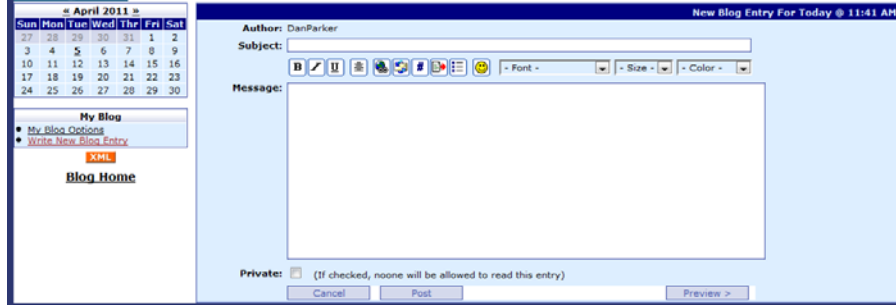 « April 2011 »
Sun Mon Tue Wed Thr Fri Sat
27 28 29 30 31 1 2
3 4 5 6 7 8 9
10 11 12 13 14 15 16
17 18 19 20 21 22 23
24 25 26 27 28 29 30
My Blog
My Blog Options
Write New Blog Entry
XML
Blog Home
New Blog Entry For Today @ 11:41 AM
Author: DanParker
Subject:
B I U # - Font - - Size - - Color -
Message:
Private: (If checked, noone will be allowed to read this entry)
Cancel Post Preview >